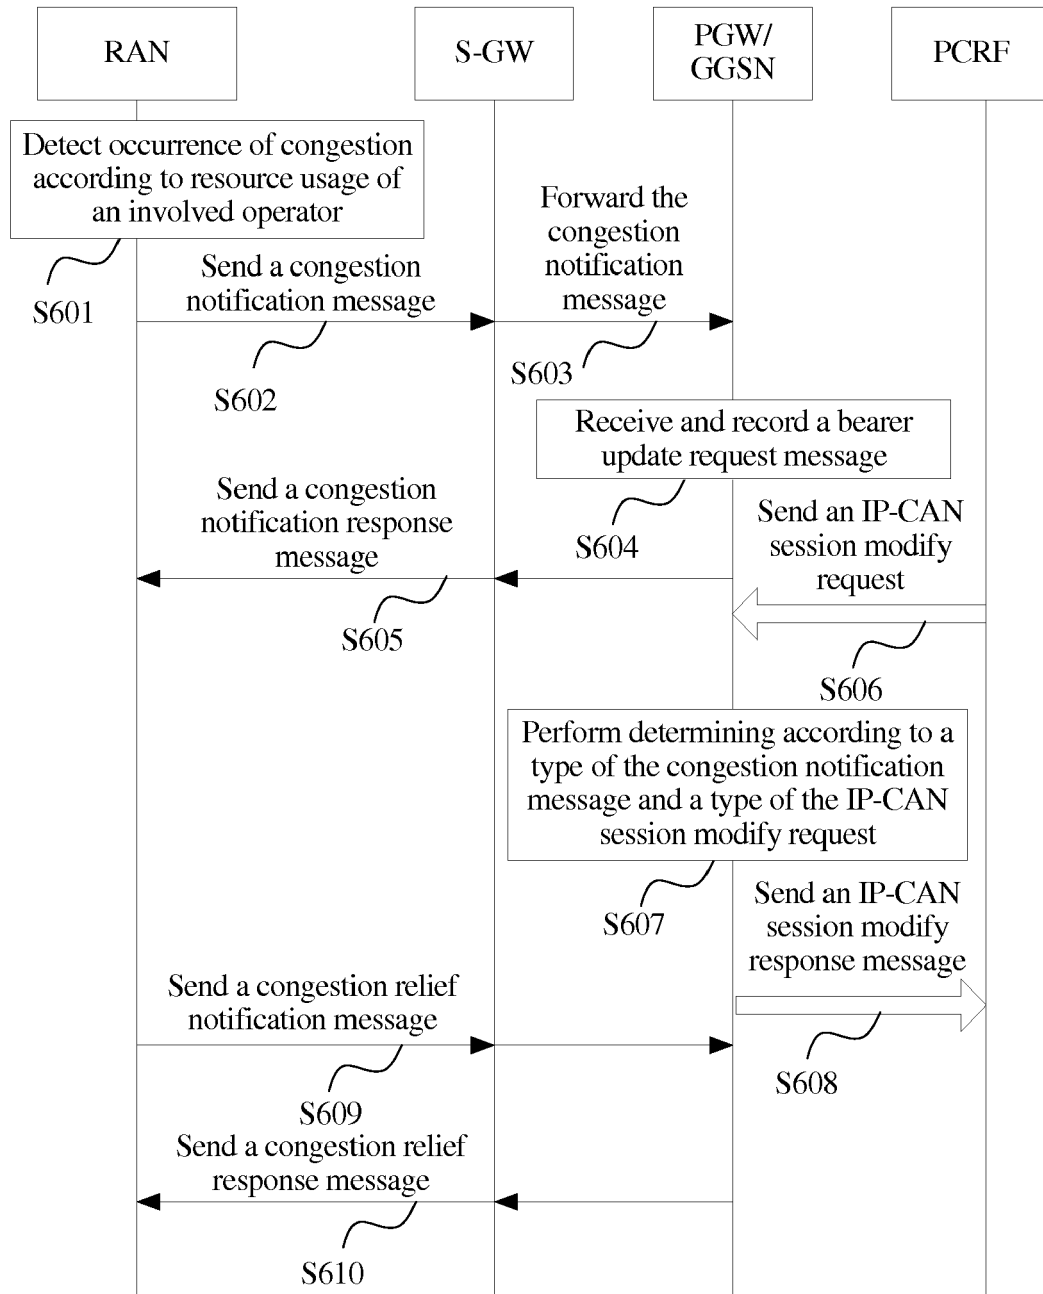 RAN
S-GW
PGW/
GGSN
PCRF
Detect occurrence of congestion
according to resource usage of
an involved operator
S601
Send a congestion
notification message
S602
Forward the
congestion
notification
message
S603
Receive and record a bearer
update request message
S604
Send a congestion
notification response
message
S605
Send an IP-CAN
session modify
request
S606
Perform determining according to a
type of the congestion notification
message and a type of the IP-CAN
session modify request
S607
Send an IP-CAN
session modify
response message
S608
Send a congestion relief
notification message
S609
Send a congestion relief
response message
S610